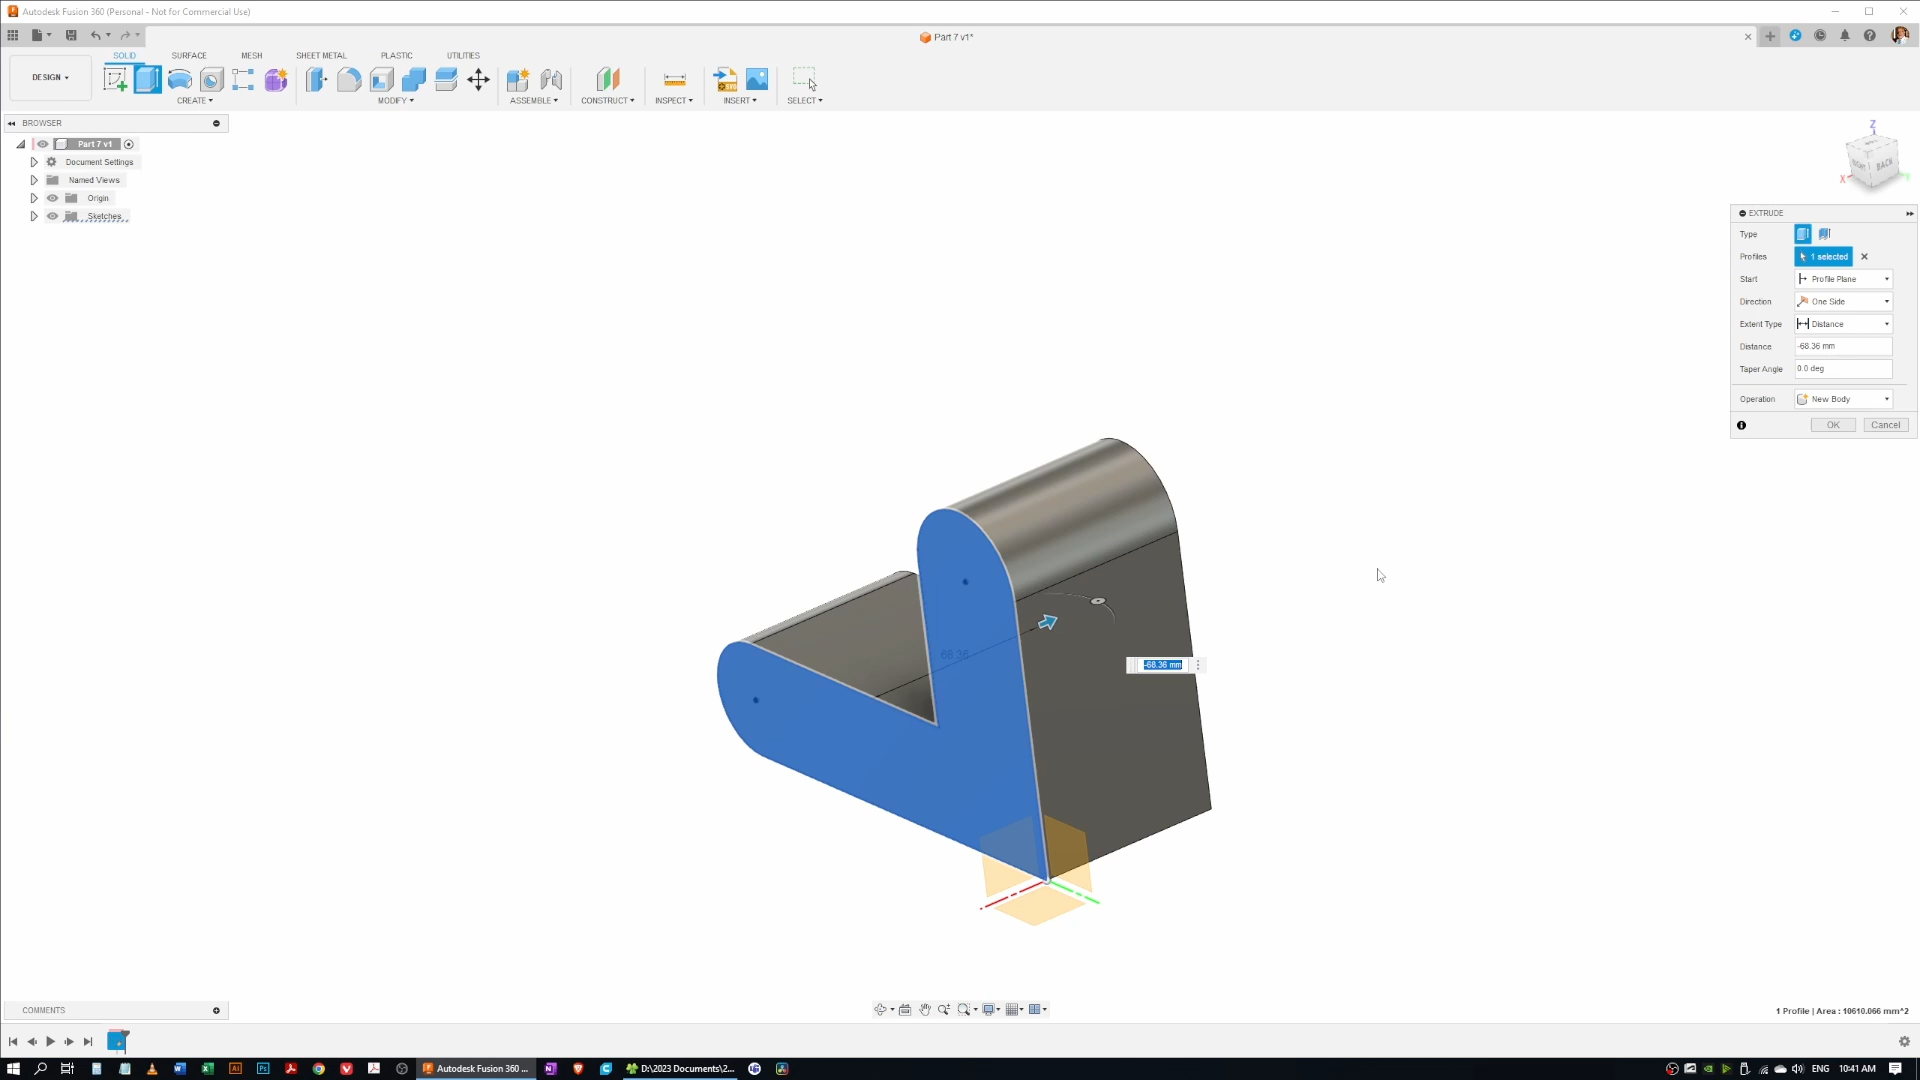 Autodesk Fusion 360 (Personal - Not for Commercial Use)
Part 7 v1*
SOLID SURFACE MESH SHEET METAL PLASTIC UTILITIES
DESIGN
CREATE MODIFY ASSEMBLE CONSTRUCT INSPECT INSERT SELECT
BROWSER
Part 7 v1
Document Settings
Named Views
Origin
Sketches
Z
BACK
X
EXTRUDE
Type
Profiles 1 selected
Start Profile Plane
Direction One Side
Extent Type Distance
Distance -68.36 mm
Taper Angle 0.0 deg
Operation New Body
OK Cancel
68.36
-68.36 mm
COMMENTS
1 Profile | Area : 10610.066 mm^2
Autodesk Fusion 360 ...
D:\2023 Documents\2...
ENG 10:41 AM